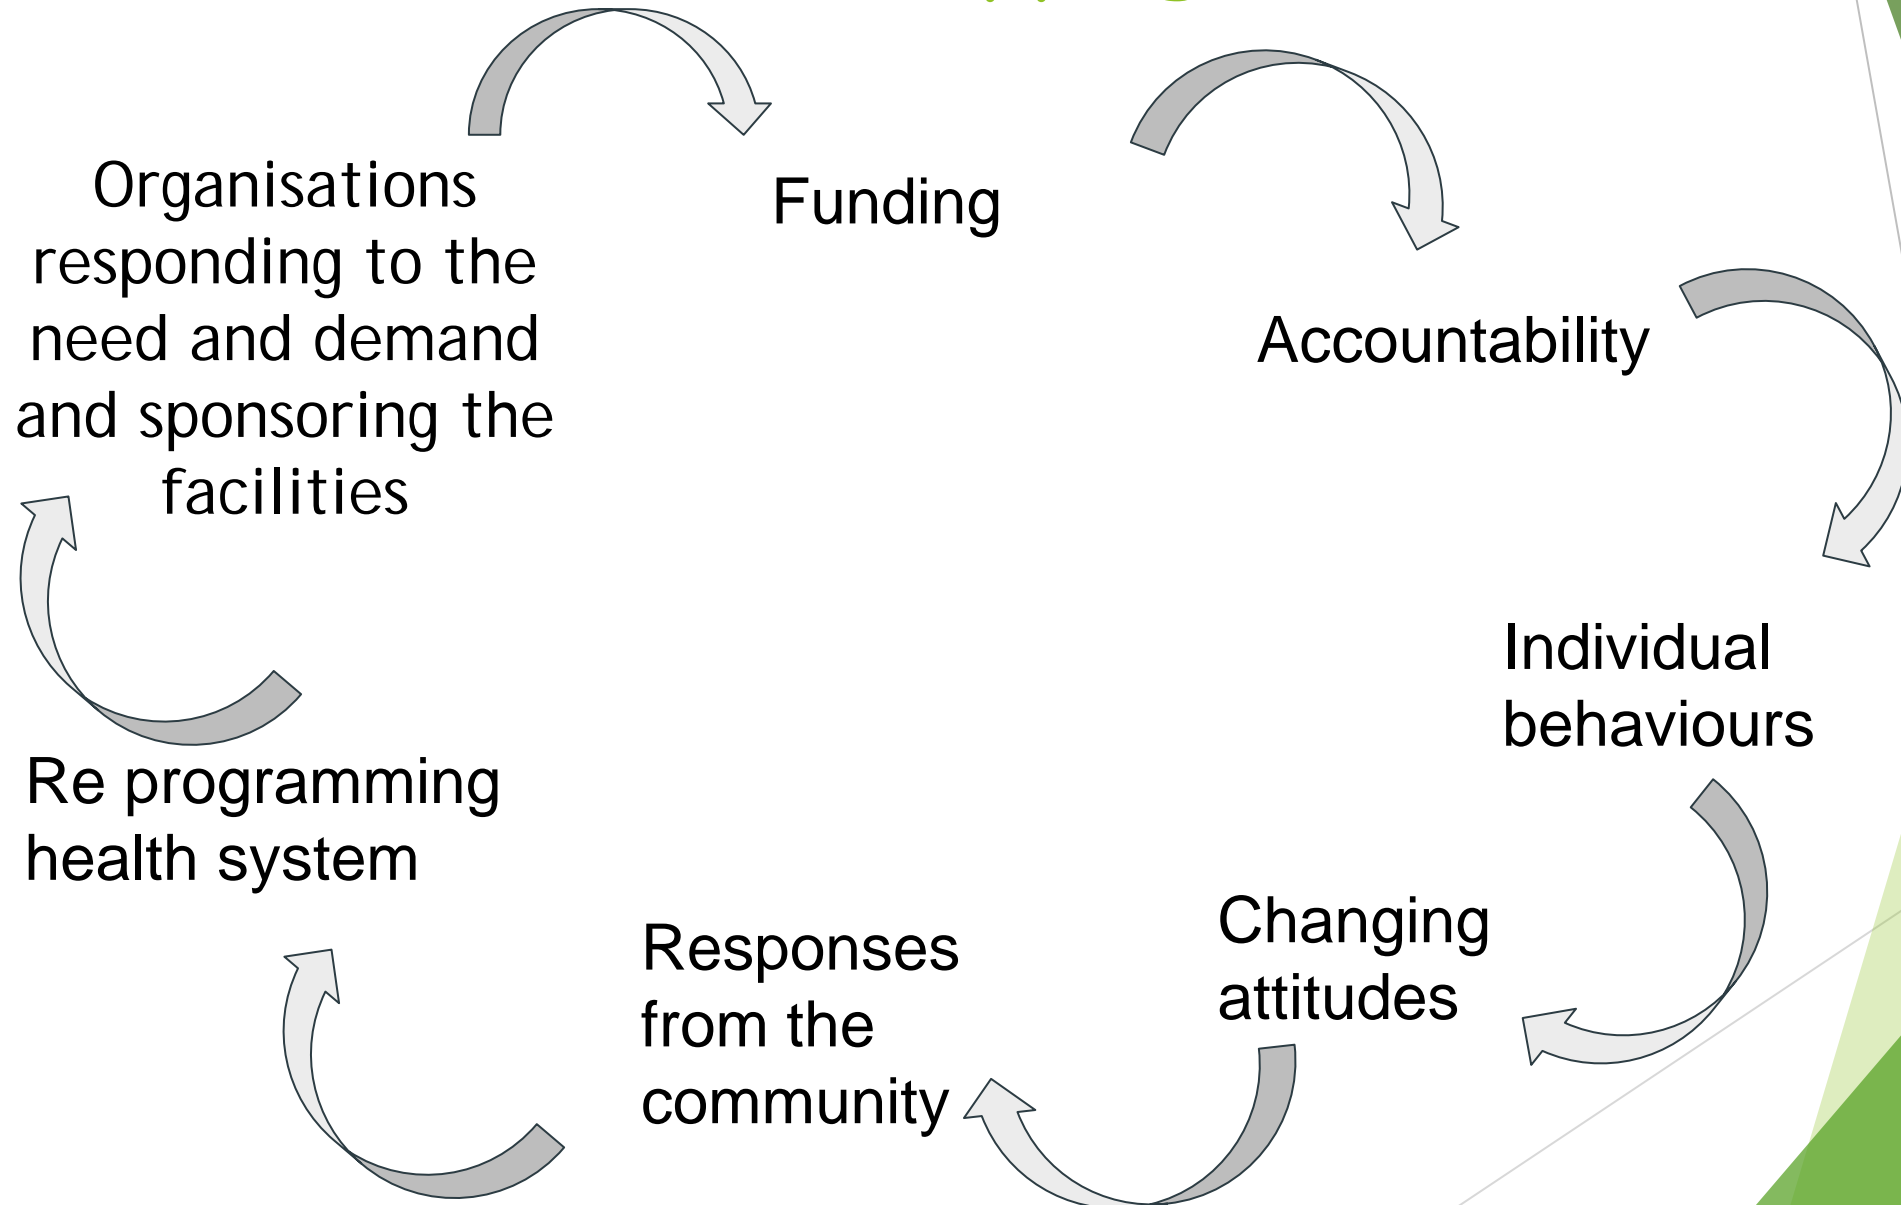 Organisations
responding to the
need and demand
and sponsoring the
facilities
Funding
Accountability
Individual
behaviours
Changing
attitudes
Responses
from the
community
Re programming
health system